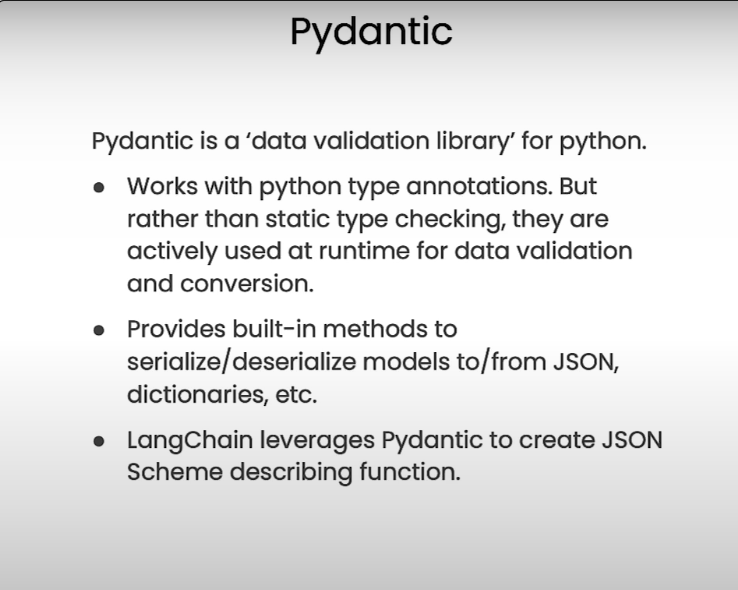 Pydantic
Pydantic is a ‘data validation library’ for python.
● Works with python type annotations. But
rather than static type checking, they are
actively used at runtime for data validation
and conversion.
● Provides built-in methods to
serialize/deserialize models to/from JSON,
dictionaries, etc.
● LangChain leverages Pydantic to create JSON
Scheme describing function.